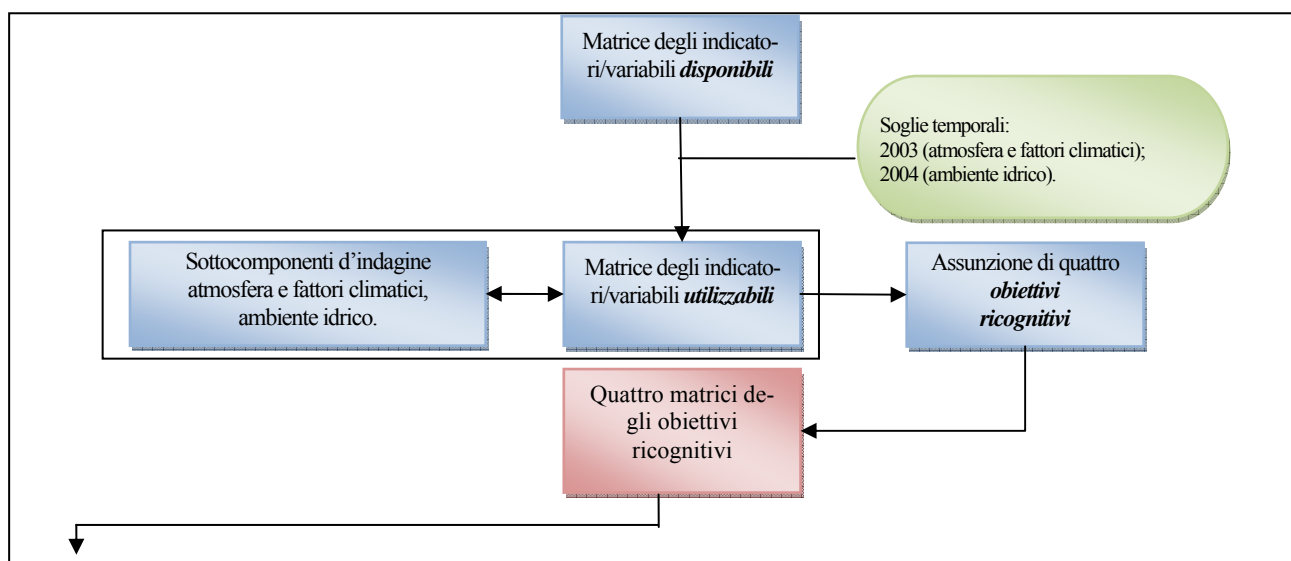 Matrice degli indicato-
ri/variabili disponibili
Soglie temporali:
2003 (atmosfera e fattori climatici);
2004 (ambiente idrico).
Sottocomponenti d’indagine
atmosfera e fattori climatici,
ambiente idrico.
Matrice degli indicato-
ri/variabili utilizzabili
Assunzione di quattro
obiettivi
ricognitivi
Quattro matrici de-
gli obiettivi
ricognitivi